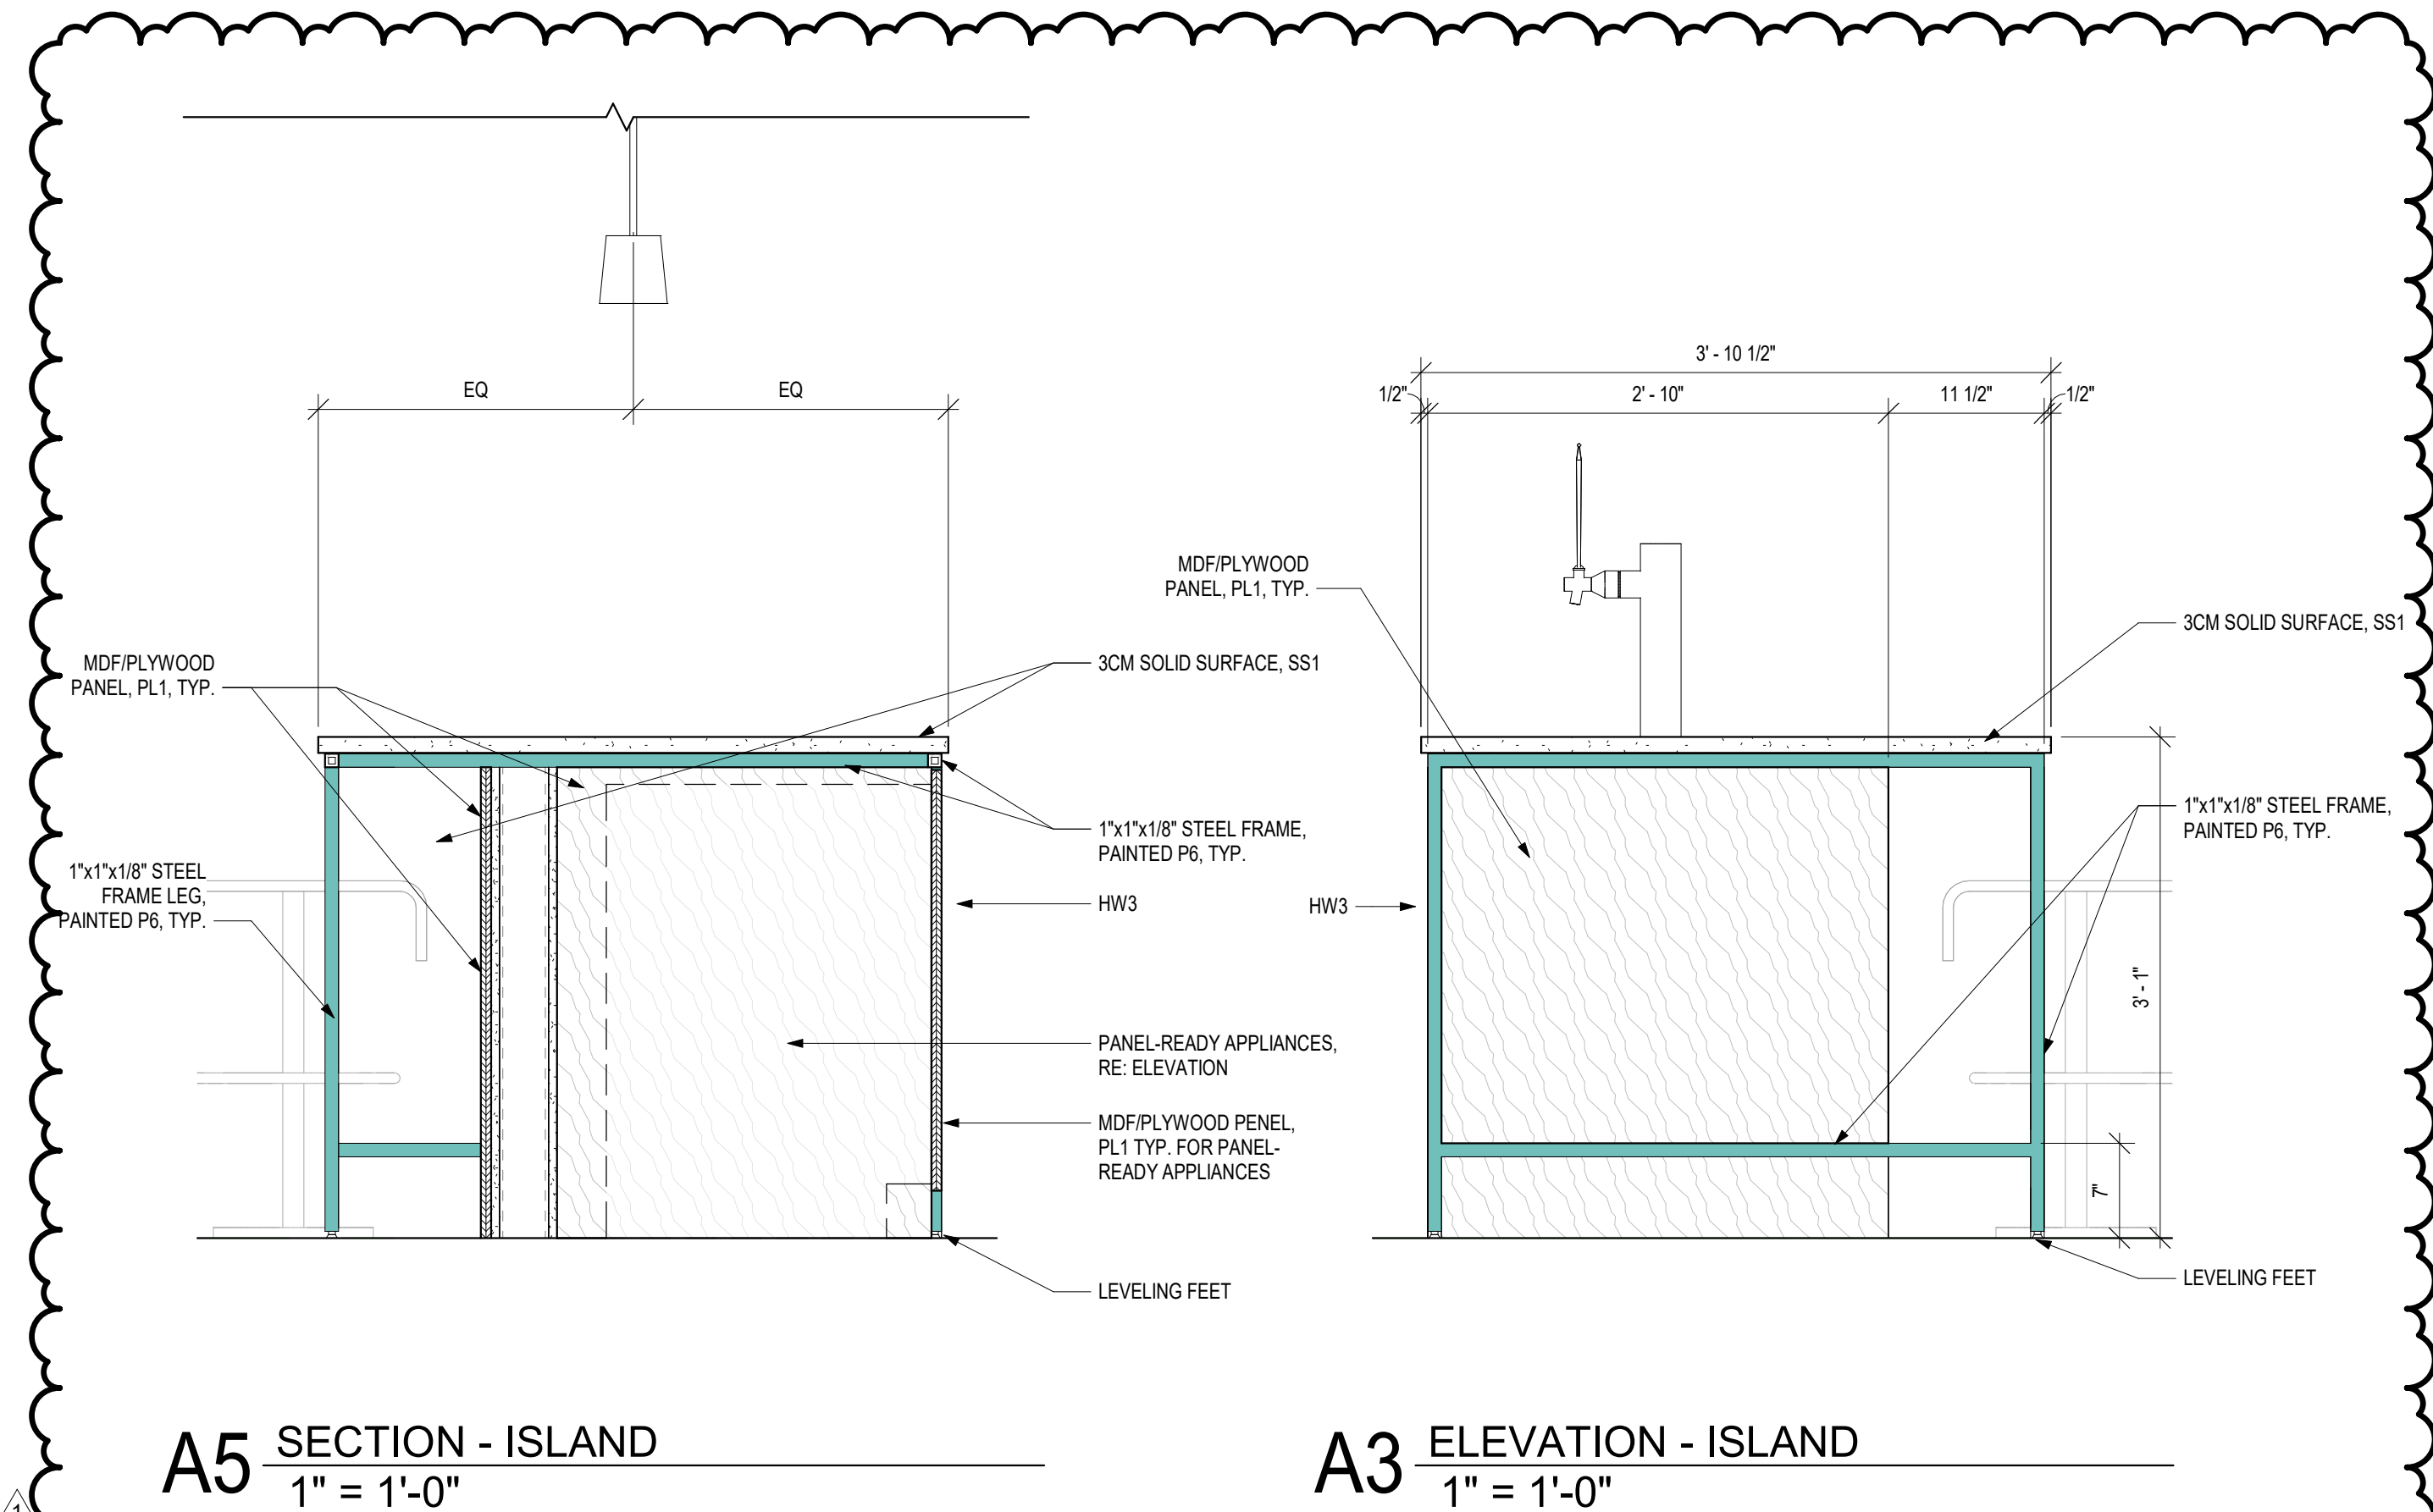 EQ
EQ
MDF/PLYWOOD
PANEL, PL1, TYP.
1"x1"x1/8" STEEL
FRAME LEG,
PAINTED P6, TYP.
3CM SOLID SURFACE, SS1
1"x1"x1/8" STEEL FRAME,
PAINTED P6, TYP.
HW3
PANEL-READY APPLIANCES,
RE: ELEVATION
MDF/PLYWOOD PENEL,
PL1 TYP. FOR PANEL-
READY APPLIANCES
LEVELING FEET
A5 SECTION - ISLAND
1" = 1'-0"
3' - 10 1/2"
1/2"
2' - 10"
11 1/2"
1/2"
MDF/PLYWOOD
PANEL, PL1, TYP.
3CM SOLID SURFACE, SS1
1"x1"x1/8" STEEL FRAME,
PAINTED P6, TYP.
HW3
3' - 1"
7"
LEVELING FEET
A3 ELEVATION - ISLAND
1" = 1'-0"
1